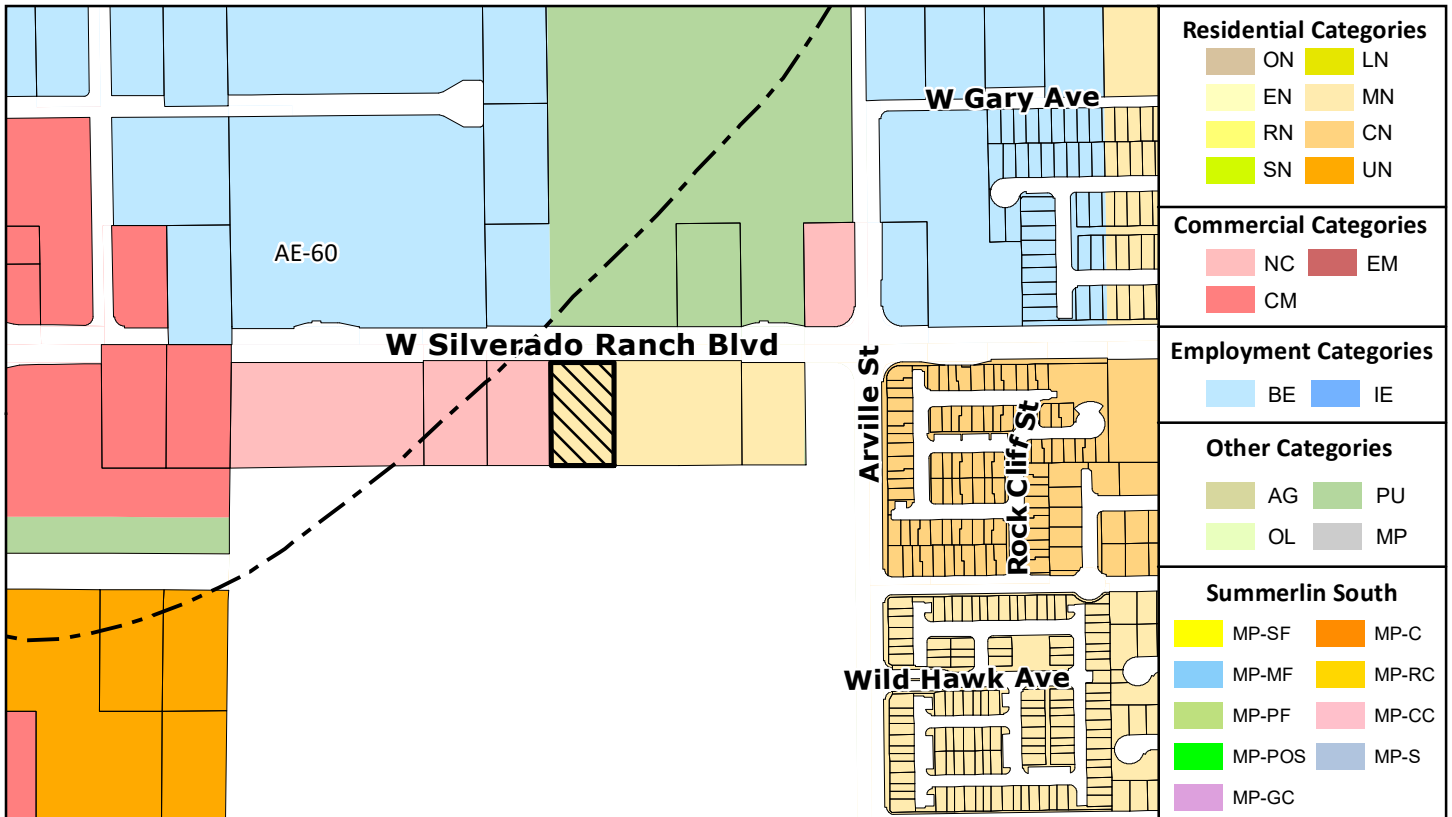 W Gary Ave
AE-60
W Silverado Ranch Blvd
Arville St
Rock Cliff St
Wild Hawk Ave
Residential Categories
ON LN
EN MN
RN CN
SN UN
Commercial Categories
NC EM
CM
Employment Categories
BE IE
Other Categories
AG PU
OL MP
Summerlin South
MP-SF MP-C
MP-MF MP-RC
MP-PF MP-CC
MP-POS MP-S
MP-GC